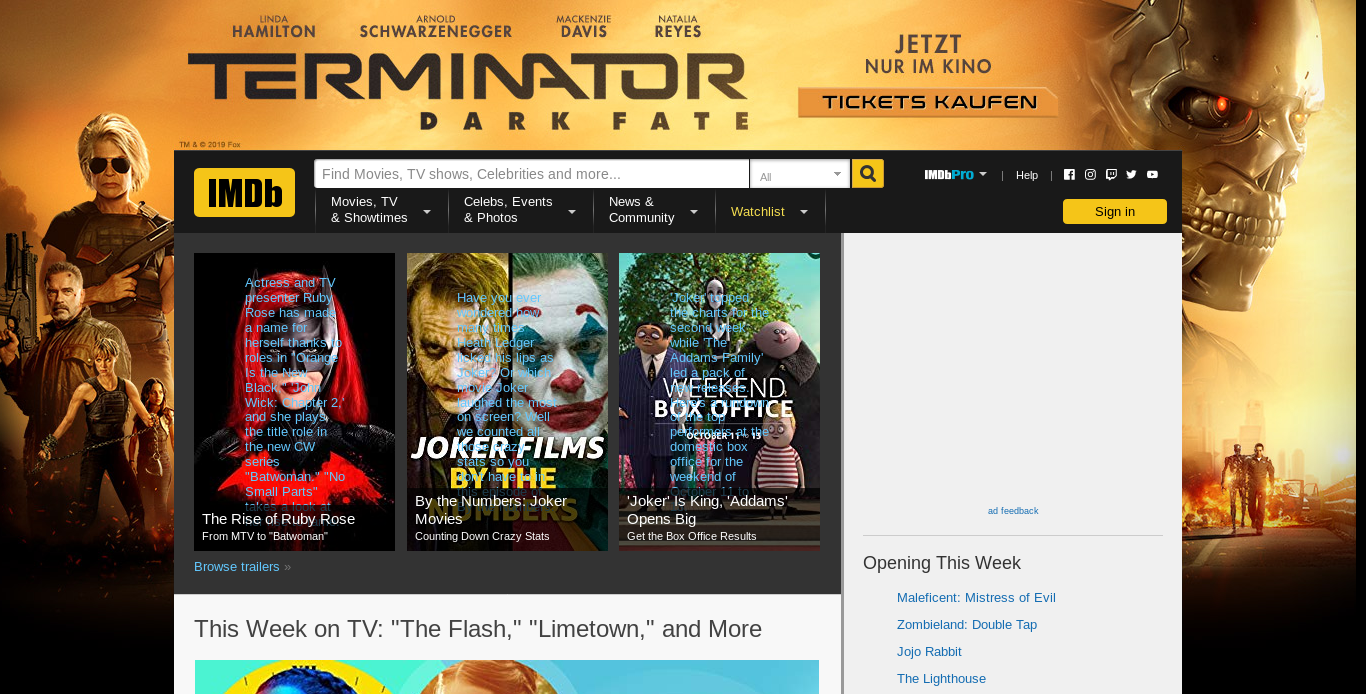 LINDA
HAMILTON
ARNOLD
SCHWARZENEGGER
MACKENZIE
DAVIS
NATALIA
REYES
TERMINATOR
DARK FATE
JETZT
NUR IM KINO
TICKETS KAUFEN
TM & © 2019 Fox
IMDb
Find Movies, TV shows, Celebrities and more...
All
IMDbPro
|
Help
|
Movies, TV
& Showtimes
Celebs, Events
& Photos
News &
Community
Watchlist
Sign in
Actress and TV
presenter Ruby
Rose has made
a name for
herself thanks to
roles in "Orange
Is the New
Black," "John
Wick: Chapter 2,"
and she plays
the title role in
the new CW
series
"Batwoman." "No
Small Parts"
takes a look at
The Rise of Ruby Rose
From MTV to "Batwoman"
Have you ever
wondered how
many times
Heath Ledger
licked his lips as
Joker? Or which
movie Joker
laughed the most
on screen? Well
we counted all
those crazy
stats so you
don't have to in
this episode
JOKER FILMS
BY THE
NUMBERS
By the Numbers: Joker
Movies
Counting Down Crazy Stats
'Joker' topped
the charts for the
second week
while 'The
Addams Family'
led a pack of
new releases.
Here's a rundown
of the top
performers at the
domestic box
office for the
weekend of
October 11 to
WEEKEND
BOX OFFICE
OCTOBER 11 - 13
'Joker' Is King, 'Addams'
Opens Big
Get the Box Office Results
Browse trailers »
This Week on TV: "The Flash," "Limetown," and More
ad feedback
Opening This Week
Maleficent: Mistress of Evil
Zombieland: Double Tap
Jojo Rabbit
The Lighthouse